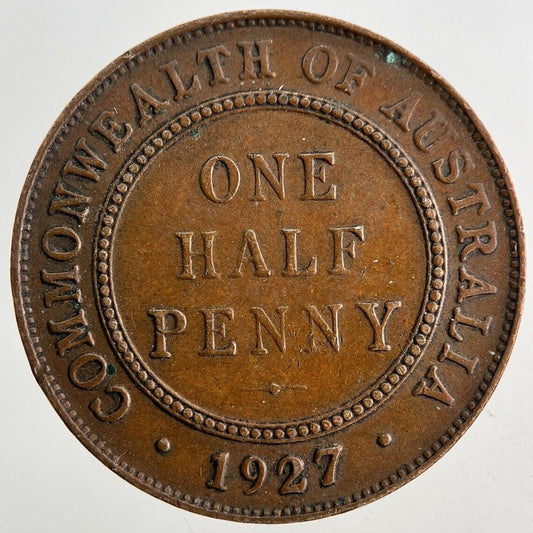 COMMONWEALTH OF AUSTRALIA
ONE
HALF
PENNY
· 1927 ·